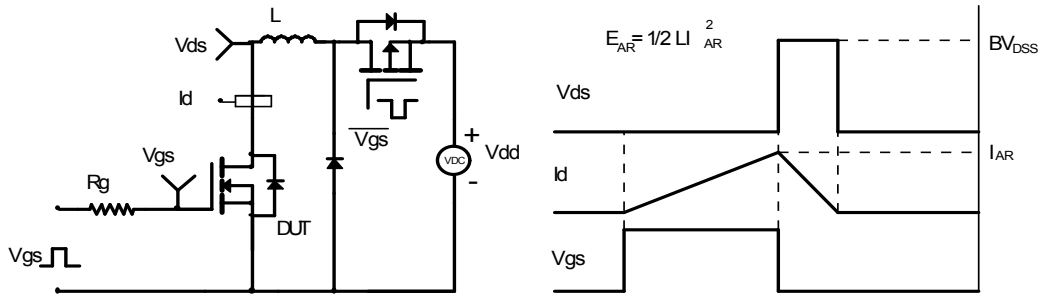 L
Vds
Id
Vgs
Rg
DUT
Vgs
Vgs
VDC
+
-
Vdd
E_AR = 1/2 LI_AR^2
Vds
BV_DSS
Id
I_AR
Vgs